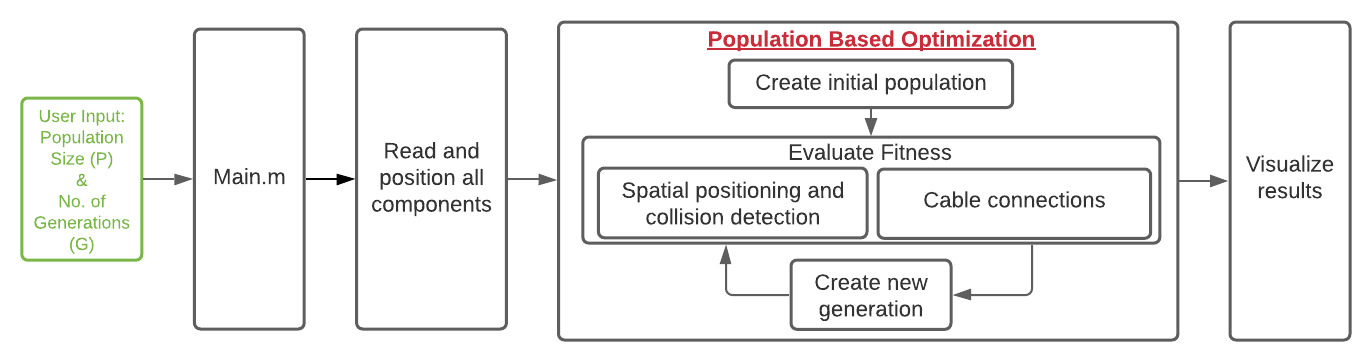 User Input:
Population
Size (P)
&
No. of
Generations
(G)
Main.m
Read and
position all
components
Population Based Optimization
Create initial population
Evaluate Fitness
Spatial positioning and
collision detection
Cable connections
Create new
generation
Visualize
results